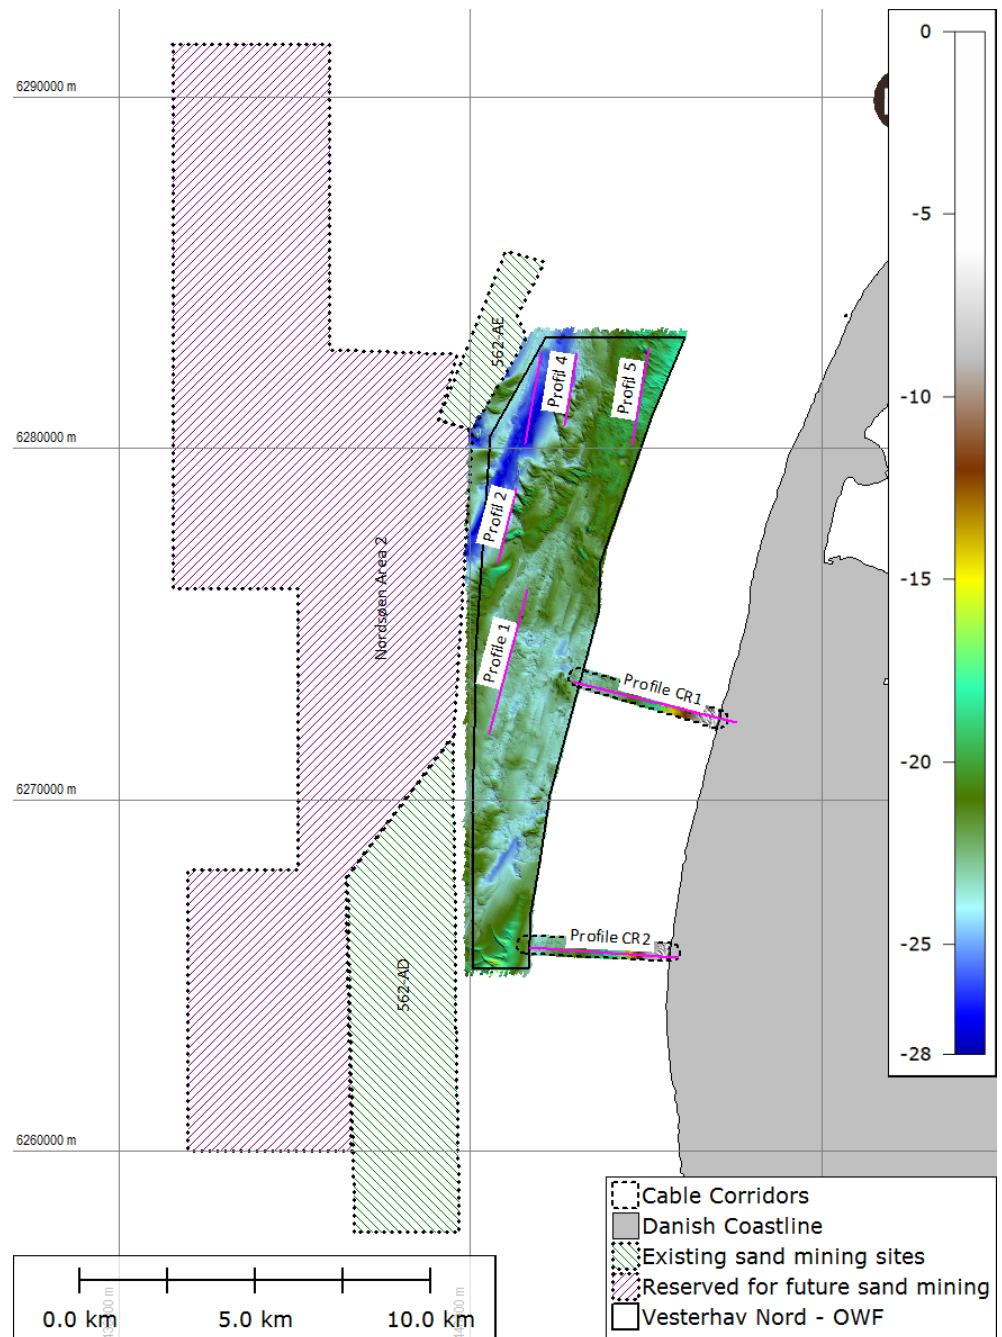 0
6290000 m
-5
562-AE
-10
Profil 4
Profil 5
6280000 m
Profil 2
-15
Nordsøen Area 2
Profile 1
Profile CR1
-20
6270000 m
Profile CR2
-25
562-AD
-28
6260000 m
Cable Corridors
Danish Coastline
Existing sand mining sites
Reserved for future sand mining
Vesterhav Nord - OWF
0.0 km 5.0 km 10.0 km